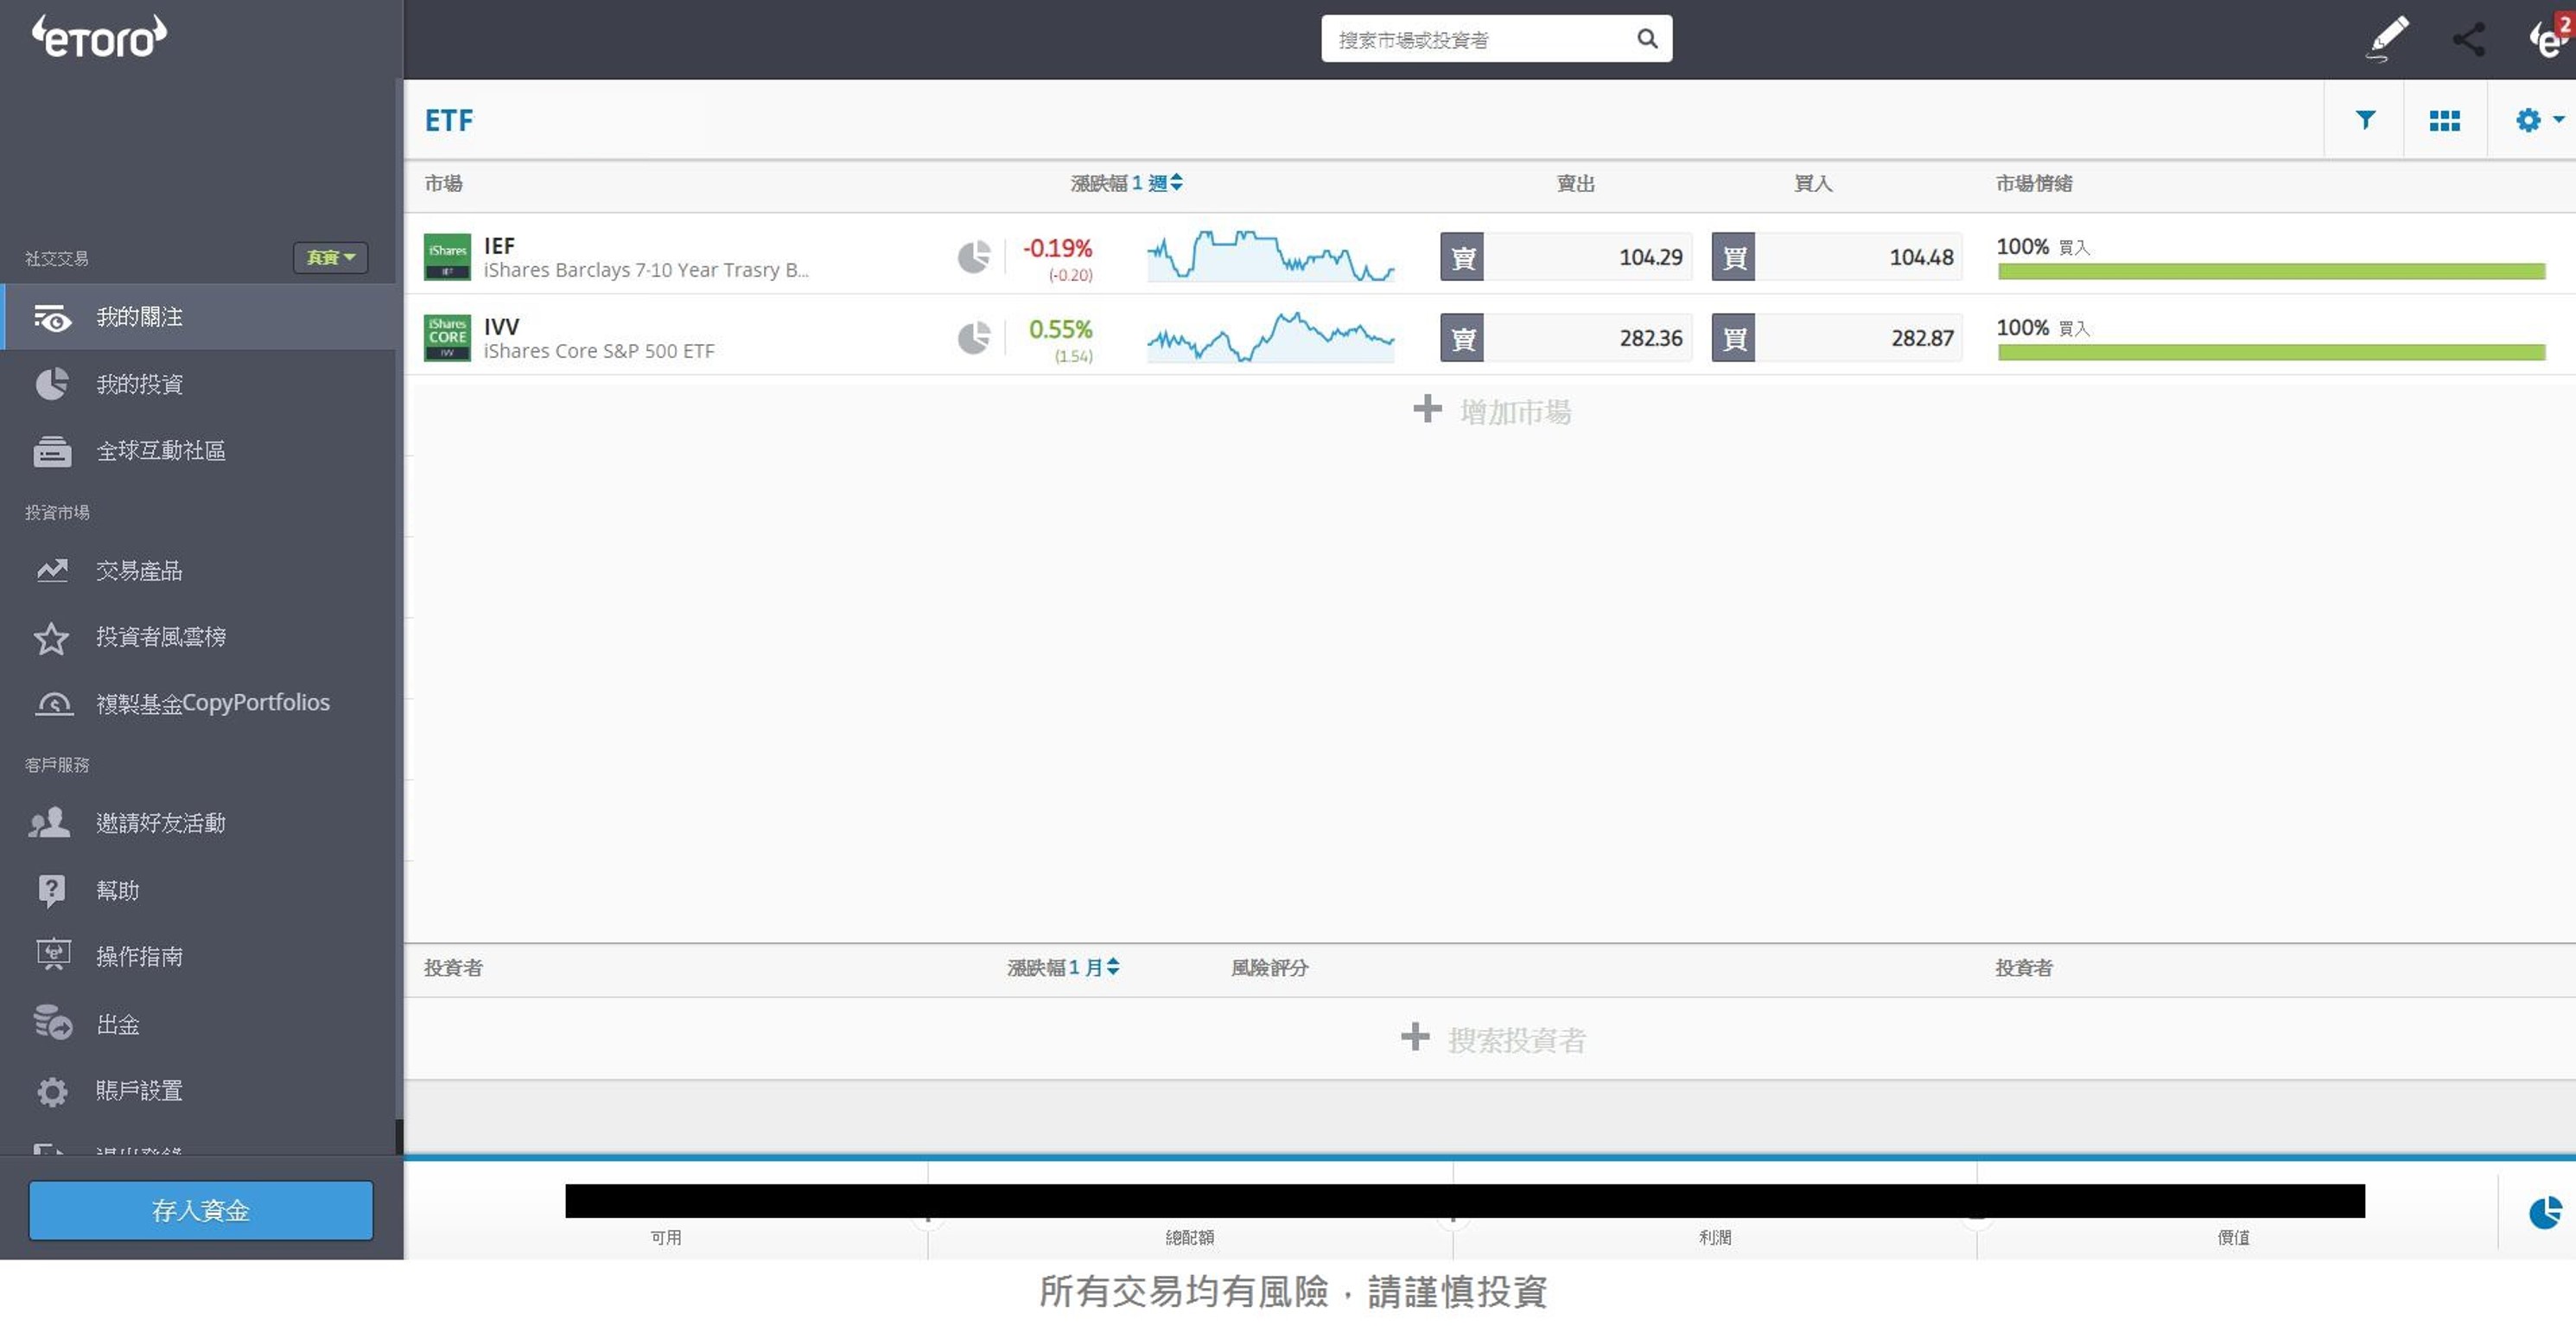 eToro
搜索市場或投資者
2
ETF
市場 漲跌幅 1 週 賣出 買入 市場情緒
iShares IEF
IEF
iShares Barclays 7-10 Year Trasry B...
-0.19%
(-0.20)
賣 104.29 買 104.48
100% 買入
iShares CORE IVV
IVV
iShares Core S&P 500 ETF
0.55%
(1.54)
賣 282.36 買 282.87
100% 買入
增加市場
投資者 漲跌幅 1 月 風險評分 投資者
搜索投資者
社交交易 真實
我的關注
我的投資
全球互動社區
投資市場
交易產品
投資者風雲榜
複製基金CopyPortfolios
客戶服務
邀請好友活動
幫助
操作指南
出金
賬戶設置
存入資金
可用 總配額 利潤 價值
所有交易均有風險，請謹慎投資